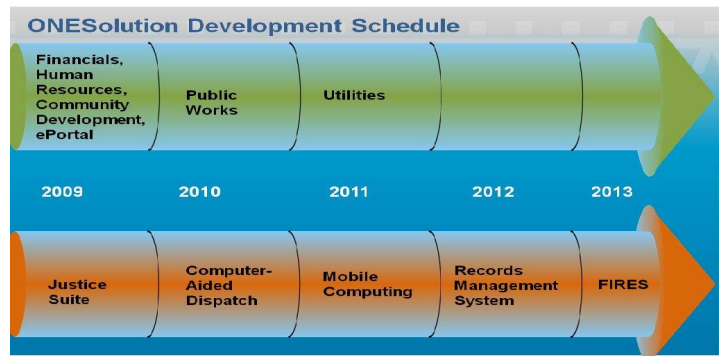 ONESolution Development Schedule
Financials,
Human
Resources,
Community
Development,
ePortal
Public
Works
Utilities
2009
2010
2011
2012
2013
Justice
Suite
Computer-
Aided
Dispatch
Mobile
Computing
Records
Management
System
FIRES